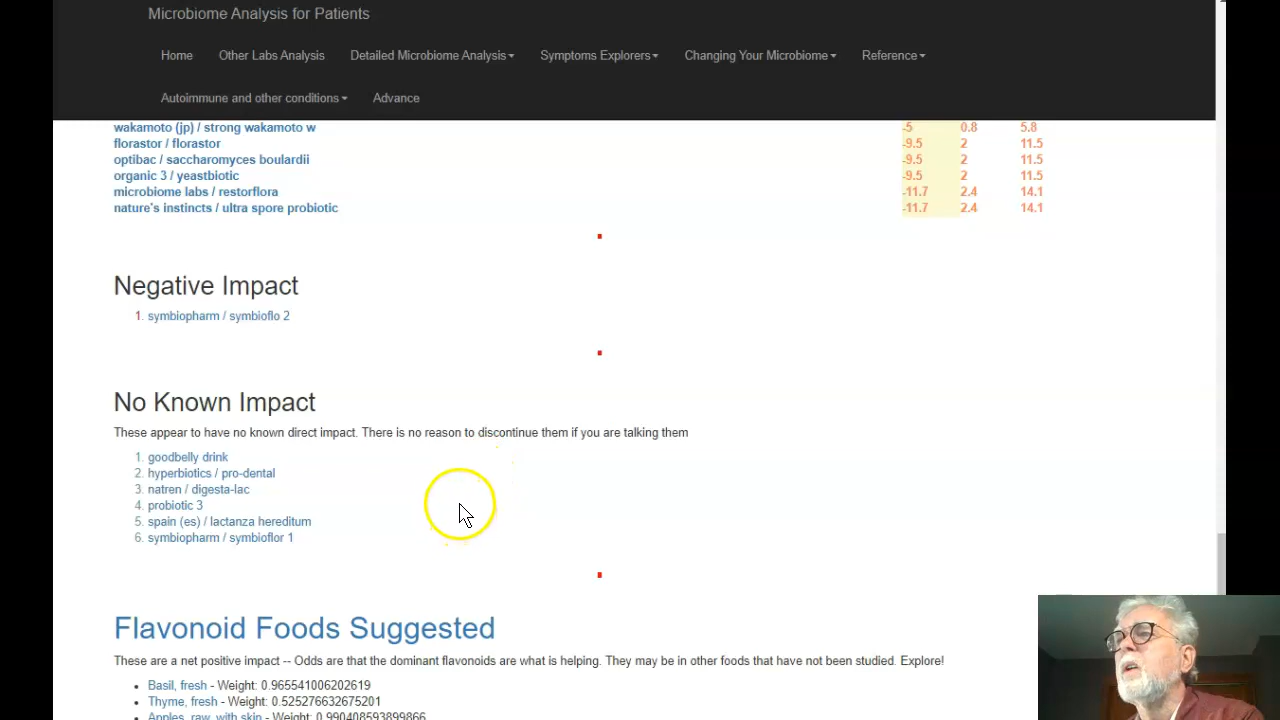 Microbiome Analysis for Patients
Home Other Labs Analysis Detailed Microbiome Analysis Symptoms Explorers Changing Your Microbiome Reference
Autoimmune and other conditions Advance
wakamoto (jp) / strong wakamoto w -5 0.8 5.8
florastor / florastor -9.5 2 11.5
optibac / saccharomyces boulardii -9.5 2 11.5
organic 3 / yeastbiotic -9.5 2 11.5
microbiome labs / restorflora -11.7 2.4 14.1
nature's instincts / ultra spore probiotic -11.7 2.4 14.1
Negative Impact
1. symbiopharm / symbioflo 2
No Known Impact
These appear to have no known direct impact. There is no reason to discontinue them if you are talking them
1. goodbelly drink
2. hyperbiotics / pro-dental
3. natren / digesta-lac
4. probiotic 3
5. spain (es) / lactanza hereditum
6. symbiopharm / symbioflor 1
Flavonoid Foods Suggested
These are a net positive impact -- Odds are that the dominant flavonoids are what is helping. They may be in other foods that have not been studied. Explore!
Basil, fresh - Weight: 0.965541006202619
Thyme, fresh - Weight: 0.525276632675201
Apples, raw, with skin - Weight: 0.990408593899866